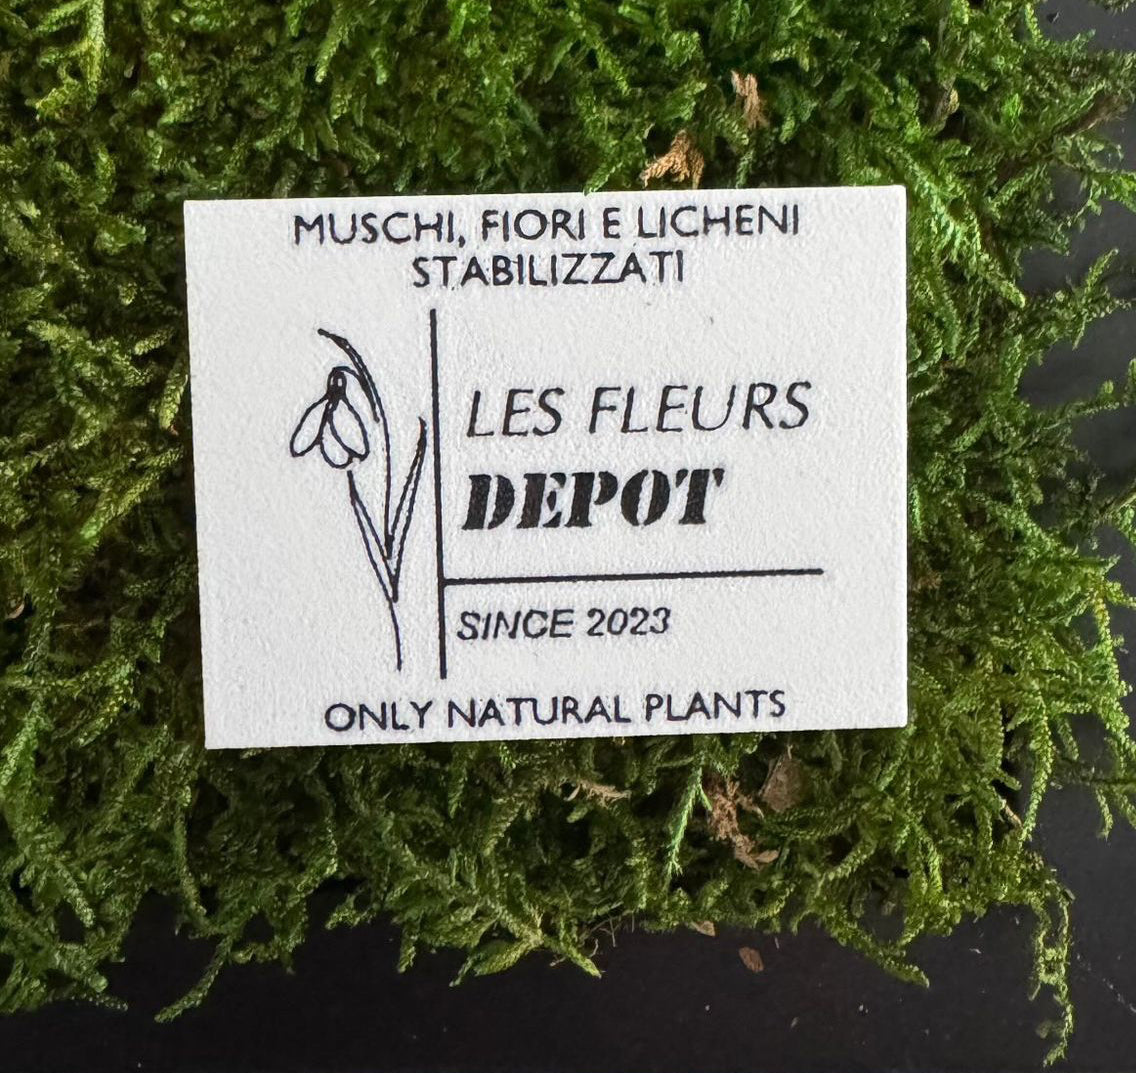 MUSCHI, FIORI E LICHENI
STABILIZZATI
LES FLEURS
DEPOT
SINCE 2023
ONLY NATURAL PLANTS